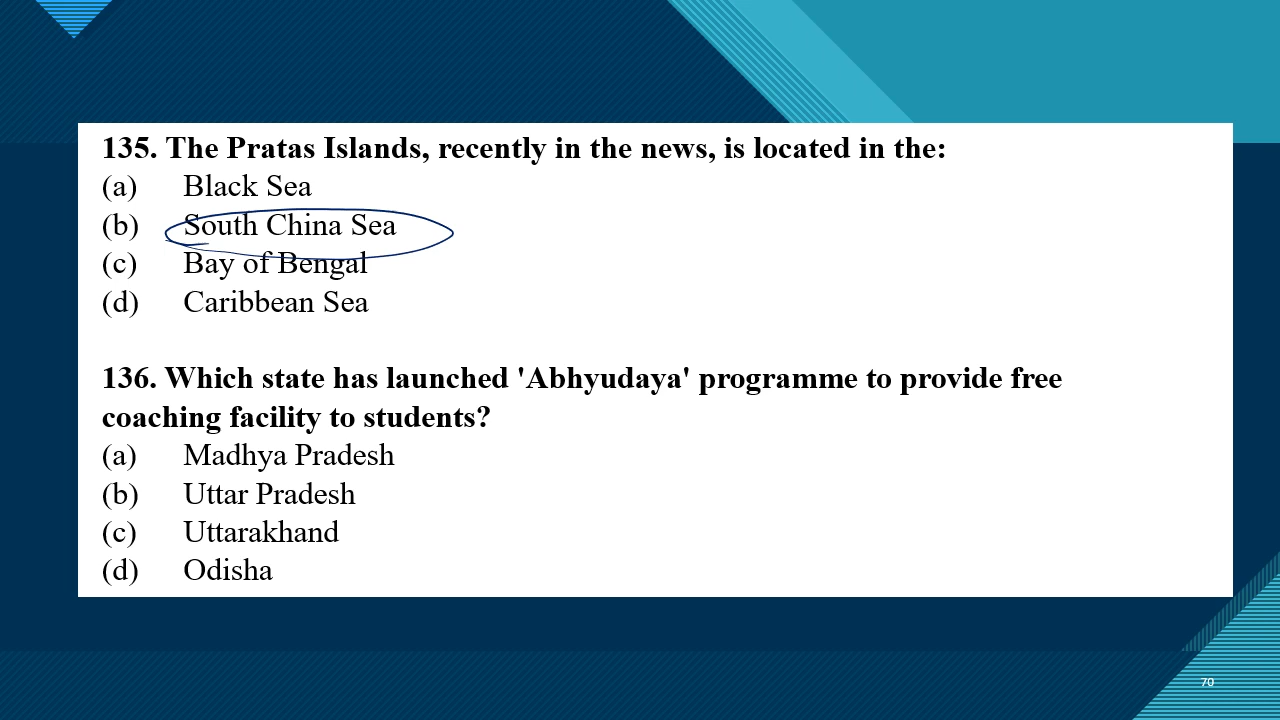 135. The Pratas Islands, recently in the news, is located in the:
(a) Black Sea
(b) South China Sea
(c) Bay of Bengal
(d) Caribbean Sea
136. Which state has launched 'Abhyudaya' programme to provide free
coaching facility to students?
(a) Madhya Pradesh
(b) Uttar Pradesh
(c) Uttarakhand
(d) Odisha
70